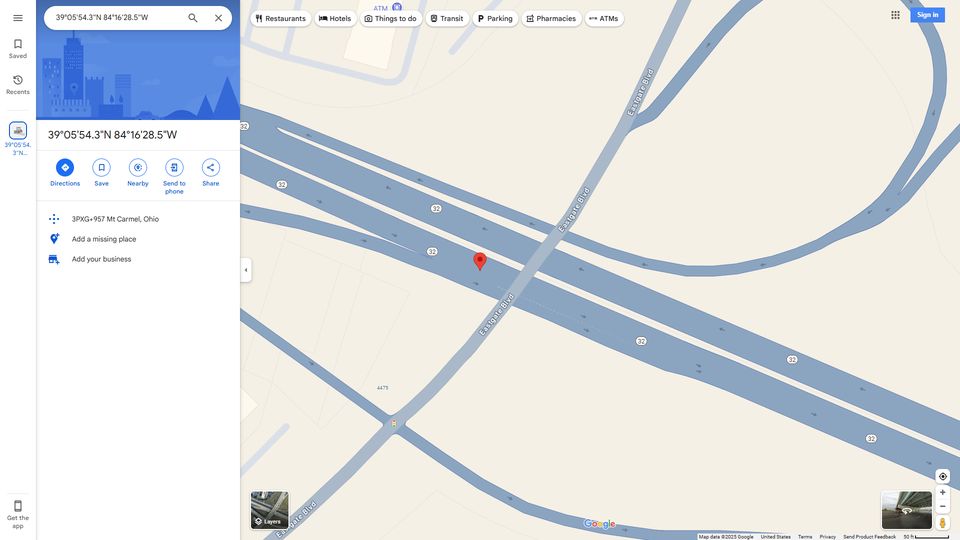 39°05'54.3"N 84°16'28.5"W
Restaurants
Hotels
Things to do
Transit
Parking
Pharmacies
ATMs
Sign in
Saved
Recents
39°05'54.
3"N...
39°05'54.3"N 84°16'28.5"W
Directions
Save
Nearby
Send to
phone
Share
3PXG+957 Mt Carmel, Ohio
Add a missing place
Add your business
Get the
app
ATM
32
32
32
32
32
32
32
Eastgate Blvd
Eastgate Blvd
Eastgate Blvd
Eastgate Blvd
4475
Layers
Google
Map data ©2025 Google
United States
Terms
Privacy
Send Product Feedback
50 ft